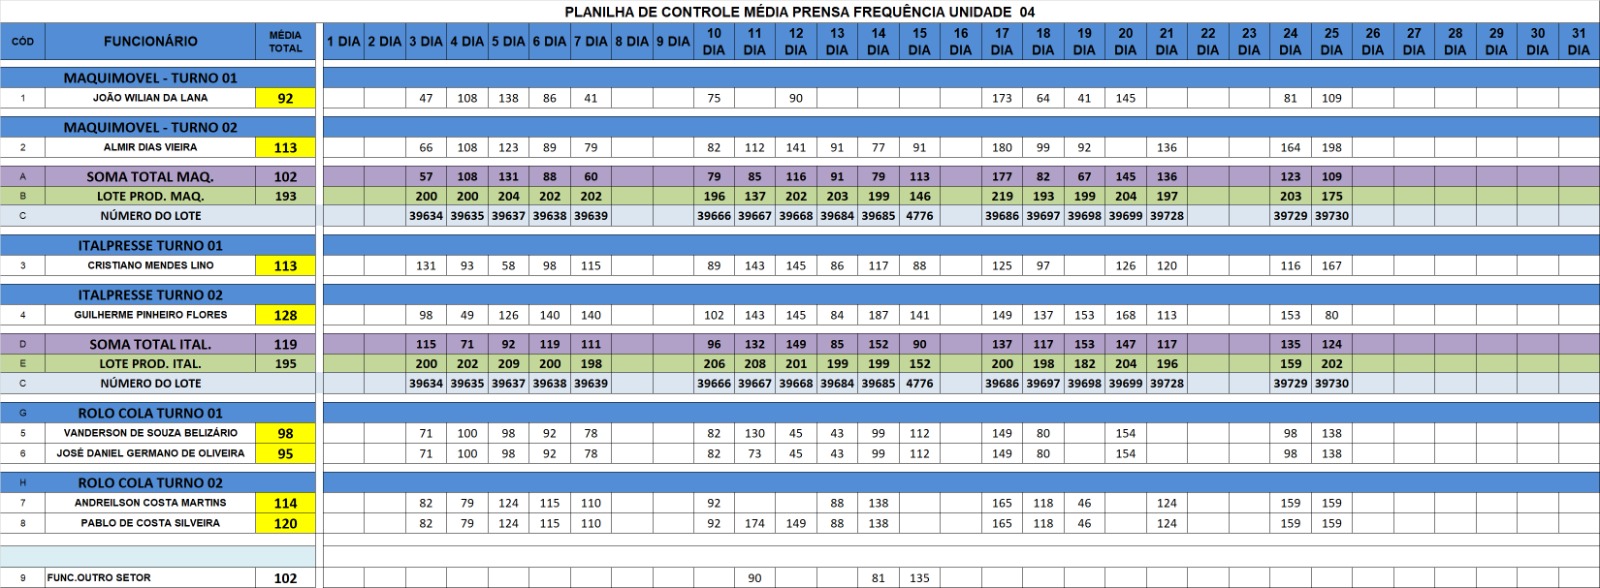 PLANILHA DE CONTROLE MÉDIA PRENSA FREQUÊNCIA UNIDADE 04
CÓD FUNCIONÁRIO MÉDIA TOTAL 1 DIA 2 DIA 3 DIA 4 DIA 5 DIA 6 DIA 7 DIA 8 DIA 9 DIA 10 DIA 11 DIA 12 DIA 13 DIA 14 DIA 15 DIA 16 DIA 17 DIA 18 DIA 19 DIA 20 DIA 21 DIA 22 DIA 23 DIA 24 DIA 25 DIA 26 DIA 27 DIA 28 DIA 29 DIA 30 DIA 31 DIA
MAQUIMOVEL - TURNO 01
1 JOÃO WILIAN DA LANA 92 47 108 138 86 41 75 90 173 64 41 145 81 109
MAQUIMOVEL - TURNO 02
2 ALMIR DIAS VIEIRA 113 66 108 123 89 79 82 112 141 91 77 91 180 99 92 136 164 198
A SOMA TOTAL MAQ. 102 57 108 131 88 60 79 85 116 91 79 113 177 82 67 145 136 123 109
B LOTE PROD. MAQ. 193 200 200 204 202 202 196 137 202 203 199 146 219 193 199 204 197 203 175
C NÚMERO DO LOTE 39634 39635 39637 39638 39639 39666 39667 39668 39684 39685 4776 39686 39697 39698 39699 39728 39729 39730
ITALPRESSE TURNO 01
3 CRISTIANO MENDES LINO 113 131 93 58 98 115 89 143 145 86 117 88 125 97 126 120 116 167
ITALPRESSE TURNO 02
4 GUILHERME PINHEIRO FLORES 128 98 49 126 140 140 102 143 145 84 187 141 149 137 153 168 113 153 80
D SOMA TOTAL ITAL. 119 115 71 92 119 111 96 132 149 85 152 90 137 117 153 147 117 135 124
E LOTE PROD. ITAL. 195 200 202 209 200 198 206 208 201 199 199 152 200 198 182 204 196 159 202
C NÚMERO DO LOTE 39634 39635 39637 39638 39639 39666 39667 39668 39684 39685 4776 39686 39697 39698 39699 39728 39729 39730
G ROLO COLA TURNO 01
5 VANDERSON DE SOUZA BELIZÁRIO 98 71 100 98 92 78 82 130 45 43 99 112 149 80 154 98 138
6 JOSÉ DANIEL GERMANO DE OLIVEIRA 95 71 100 98 92 78 82 73 45 43 99 112 149 80 154 98 138
H ROLO COLA TURNO 02
7 ANDREILSON COSTA MARTINS 114 82 79 124 115 110 92 88 138 165 118 46 124 159 159
8 PABLO DE COSTA SILVEIRA 120 82 79 124 115 110 92 174 149 88 138 165 118 46 124 159 159
9 FUNC.OUTRO SETOR 102 90 81 135